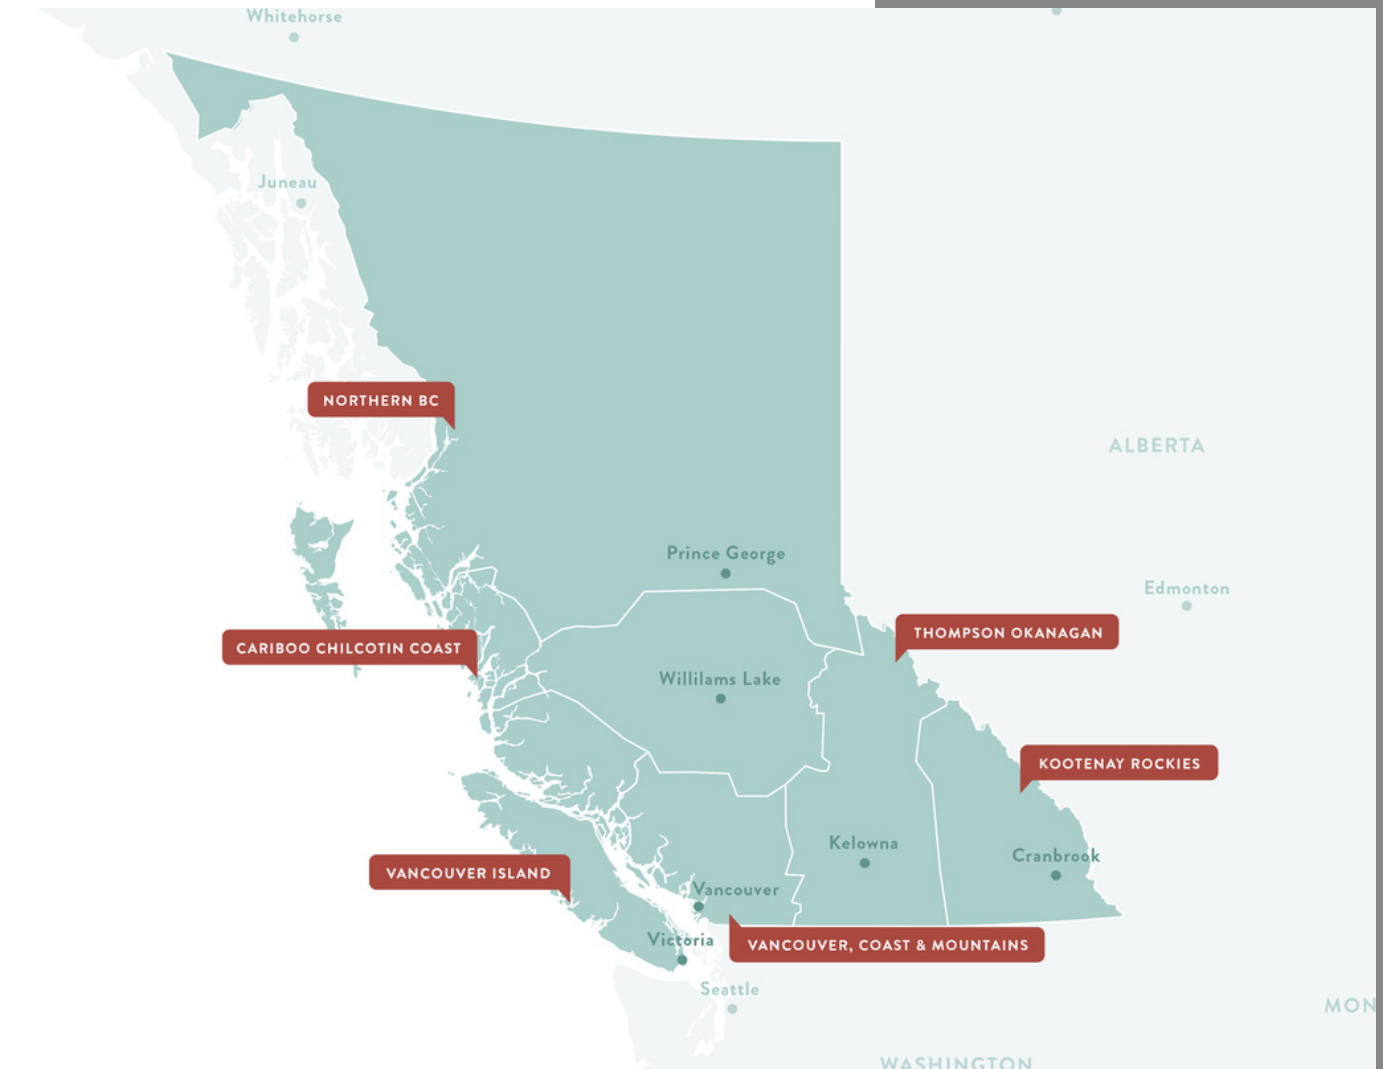 Whitehorse
Juneau
NORTHERN BC
ALBERTA
Prince George
Edmonton
THOMPSON OKANAGAN
CARIBOO CHILCOTIN COAST
Willilams Lake
KOOTENAY ROCKIES
Kelowna
Cranbrook
VANCOUVER ISLAND
Vancouver
Victoria
VANCOUVER, COAST & MOUNTAINS
Seattle
MON
WASHINGTON